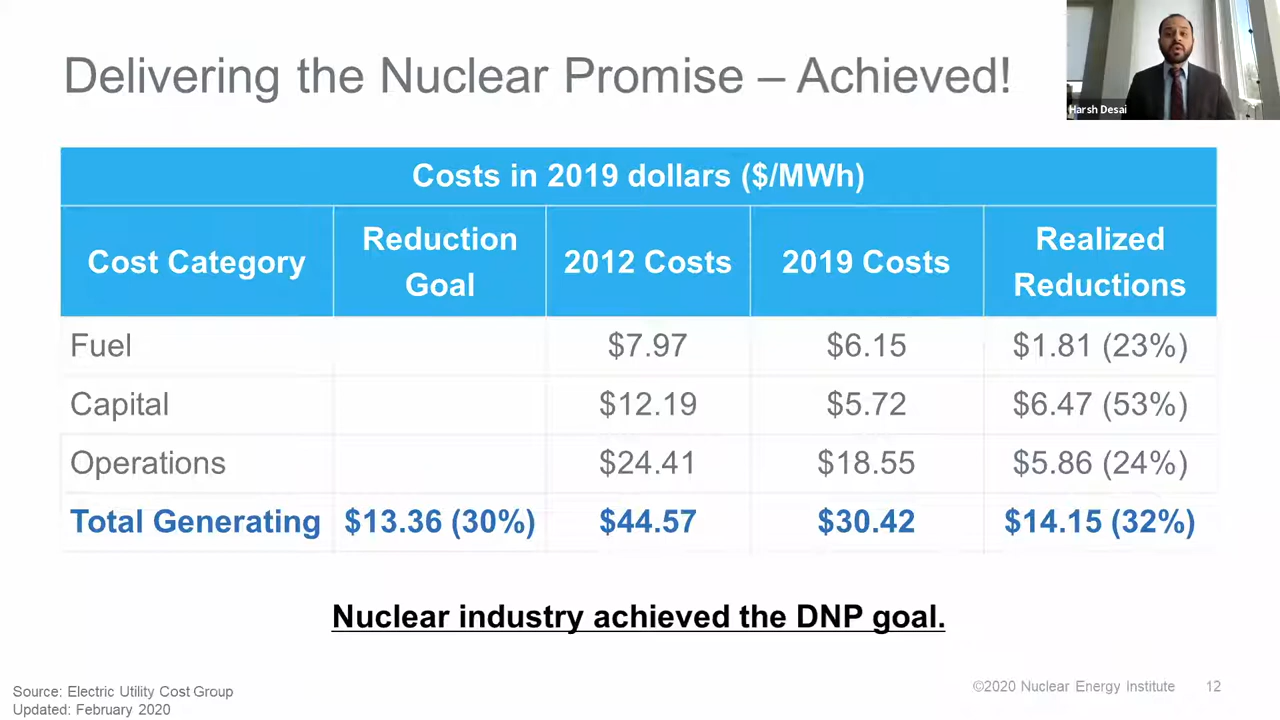 Delivering the Nuclear Promise – Achieved!
Harsh Desai
Costs in 2019 dollars ($/MWh)
Cost Category Reduction Goal 2012 Costs 2019 Costs Realized Reductions
Fuel $7.97 $6.15 $1.81 (23%)
Capital $12.19 $5.72 $6.47 (53%)
Operations $24.41 $18.55 $5.86 (24%)
Total Generating $13.36 (30%) $44.57 $30.42 $14.15 (32%)
Nuclear industry achieved the DNP goal.
Source: Electric Utility Cost Group
Updated: February 2020
©2020 Nuclear Energy Institute 12